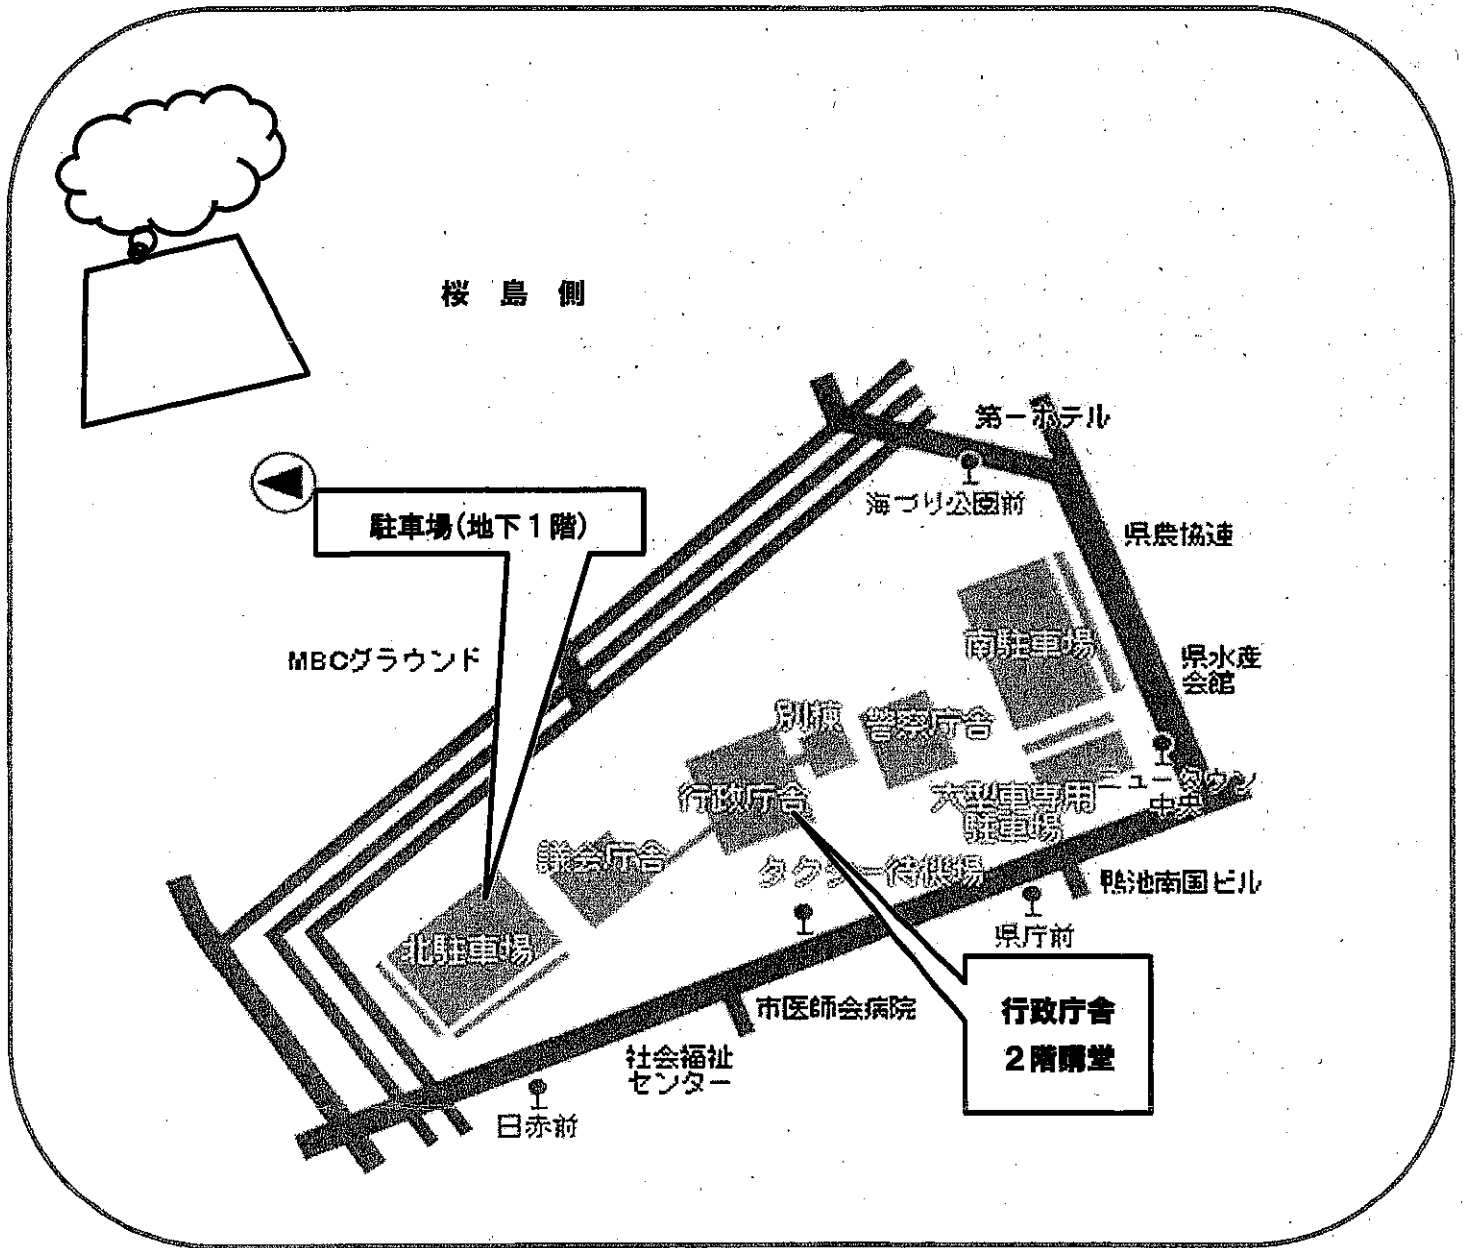 桜島側
第一ホテル
海づり公園前
駐車場(地下1階)
県農協連
南駐車場
MBCグラウンド
県水産
会館
別棟
警察庁舎
行政庁舎
大型車専用
駐車場
ニュータウン
中央
議会庁舎
タクシー待機場
鴨池南国ビル
北駐車場
県庁前
市医師会病院
行政庁舎
2階講堂
社会福祉
センター
日赤前